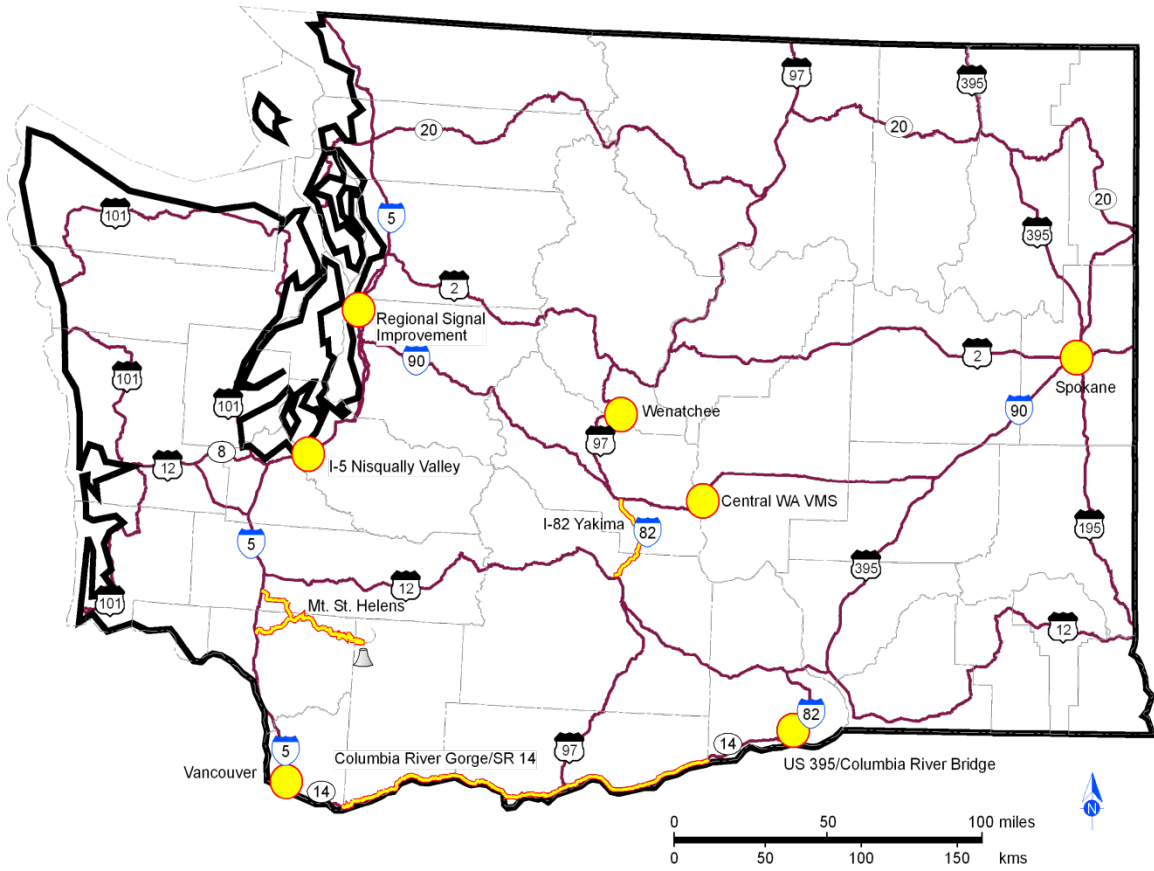 97
395
20
20
101
5
20
395
2
Regional Signal
Improvement
90
2
101
Spokane
101
Wenatchee
90
97
8
12
I-5 Nisqually Valley
Central WA VMS
I-82 Yakima
82
195
5
395
12
101
Mt. St. Helens
12
82
5
97
14
Columbia River Gorge/SR 14
Vancouver
US 395/Columbia River Bridge
14
N
0 50 100 miles
0 50 100 150 kms